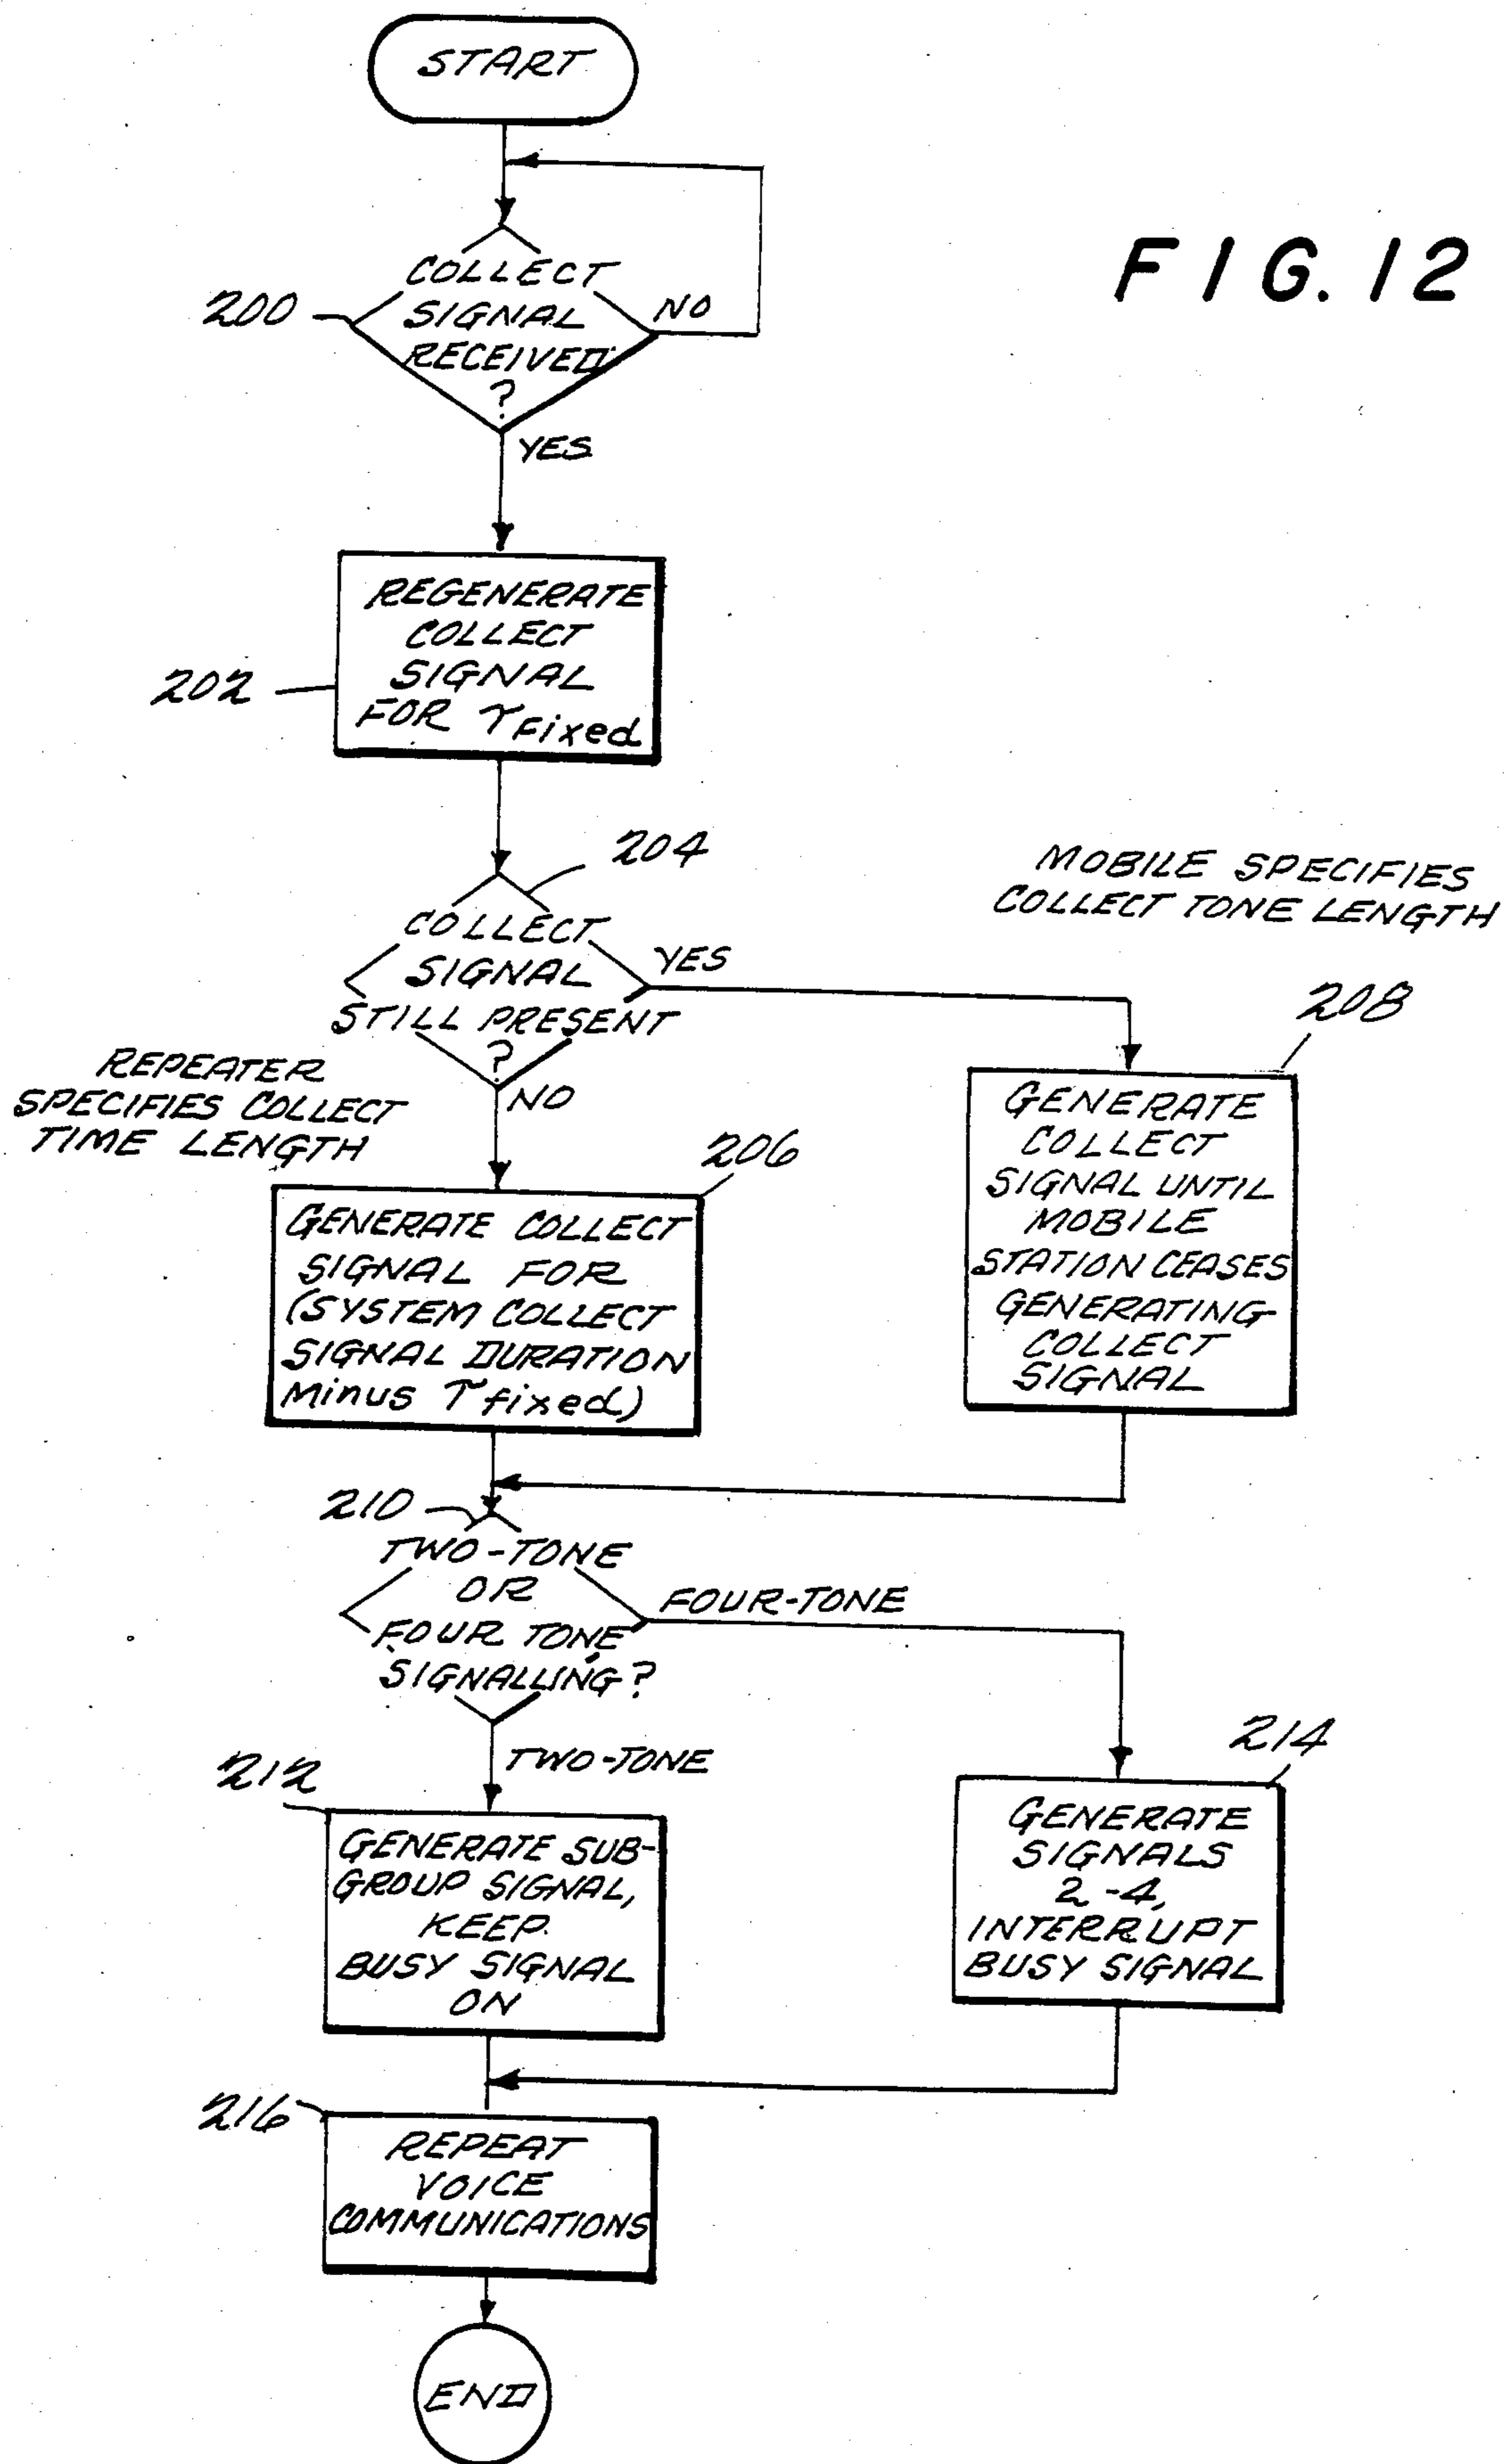 START
FIG. 12
COLLECT
SIGNAL
RECEIVED
?
200
NO
YES
REGENERATE
COLLECT
SIGNAL
FOR TFixed
202
204
COLLECT
SIGNAL
STILL PRESENT
?
YES
NO
MOBILE SPECIFIES
COLLECT TONE LENGTH
208
REPEATER
SPECIFIES COLLECT
TIME LENGTH
206
GENERATE COLLECT
SIGNAL FOR
(SYSTEM COLLECT
SIGNAL DURATION
Minus Tfixed)
GENERATE
COLLECT
SIGNAL UNTIL
MOBILE
STATION CEASES
GENERATING
COLLECT
SIGNAL
210
TWO-TONE
OR
FOUR TONE
SIGNALLING?
FOUR-TONE
TWO-TONE
212
GENERATE SUB-
GROUP SIGNAL,
KEEP
BUSY SIGNAL
ON
214
GENERATE
SIGNALS
2-4,
INTERRUPT
BUSY SIGNAL
216
REPEAT
VOICE
COMMUNICATIONS
END